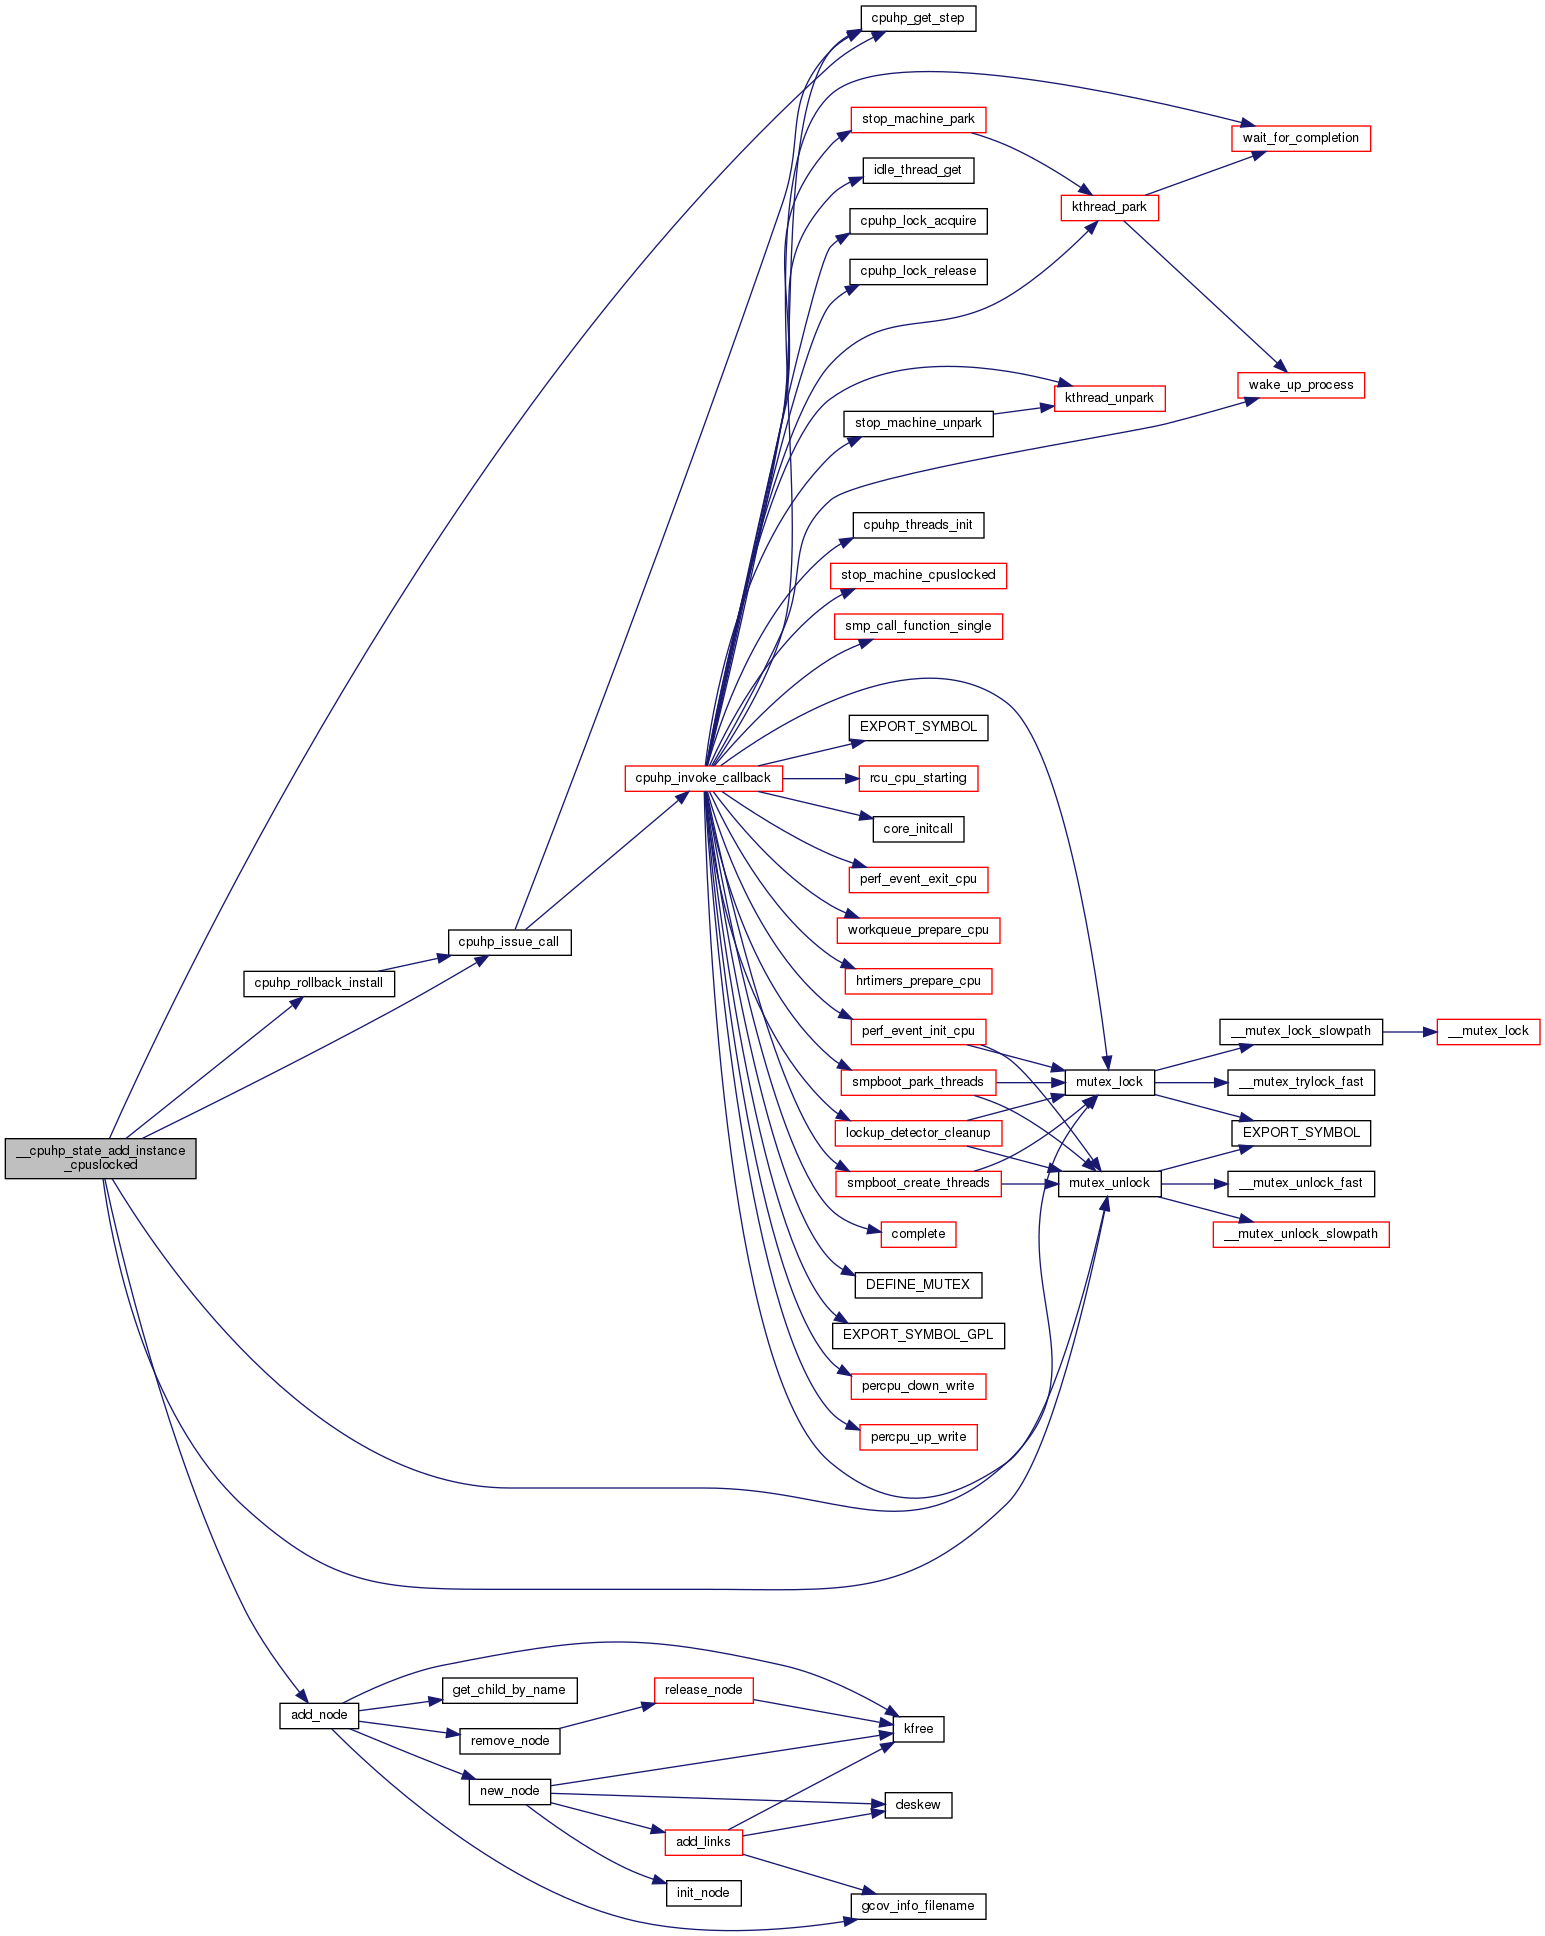 cpuhp_get_step
stop_machine_park
wait_for_completion
idle_thread_get
kthread_park
cpuhp_lock_acquire
cpuhp_lock_release
wake_up_process
kthread_unpark
stop_machine_unpark
cpuhp_threads_init
stop_machine_cpuslocked
smp_call_function_single
EXPORT_SYMBOL
cpuhp_invoke_callback
rcu_cpu_starting
core_initcall
perf_event_exit_cpu
workqueue_prepare_cpu
cpuhp_issue_call
cpuhp_rollback_install
hrtimers_prepare_cpu
perf_event_init_cpu
__mutex_lock_slowpath
__mutex_lock
smpboot_park_threads
mutex_lock
__mutex_trylock_fast
lockup_detector_cleanup
EXPORT_SYMBOL
__cpuhp_state_add_instance
_cpuslocked
smpboot_create_threads
mutex_unlock
__mutex_unlock_fast
complete
__mutex_unlock_slowpath
DEFINE_MUTEX
EXPORT_SYMBOL_GPL
percpu_down_write
percpu_up_write
get_child_by_name
release_node
add_node
kfree
remove_node
new_node
deskew
add_links
init_node
gcov_info_filename